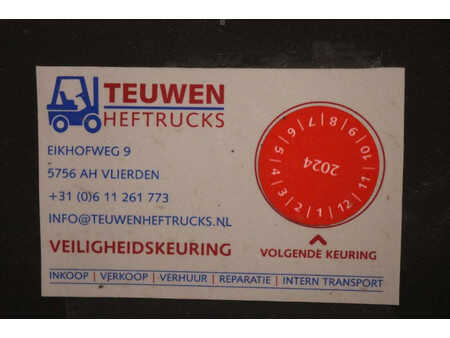 TEUWEN
HEFTRUCKS
EIKHOFWEG 9
5756 AH VLIERDEN
+31 (0)6 11 261 773
INFO@TEUWENHEFTRUCKS.NL
VEILIGHEIDSKEURING
1 2 3 4 5 6 7 8 9 10 11 12
2024
VOLGENDE KEURING
INKOOP | VERKOOP | VERHUUR | REPARATIE | INTERN TRANSPORT